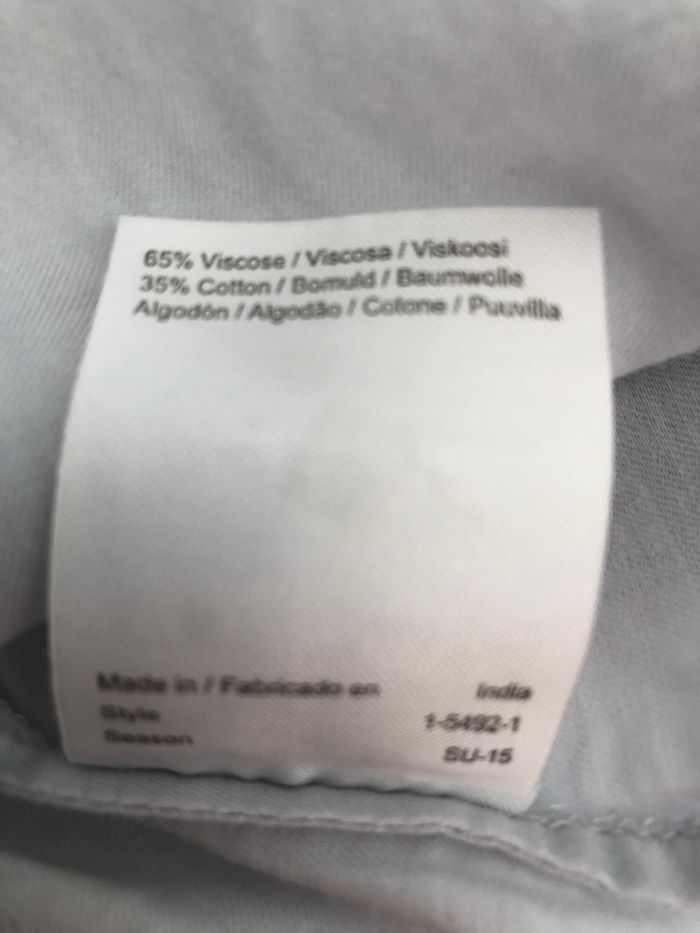 65% Viscose / Viscosa / Viskoosi
35% Cotton / Bomuld / Baumwolle
Algodón / Algodão / Cotone / Puuvilla
Made in / Fabricado en India
Style 1-5492-1
Season SU-15